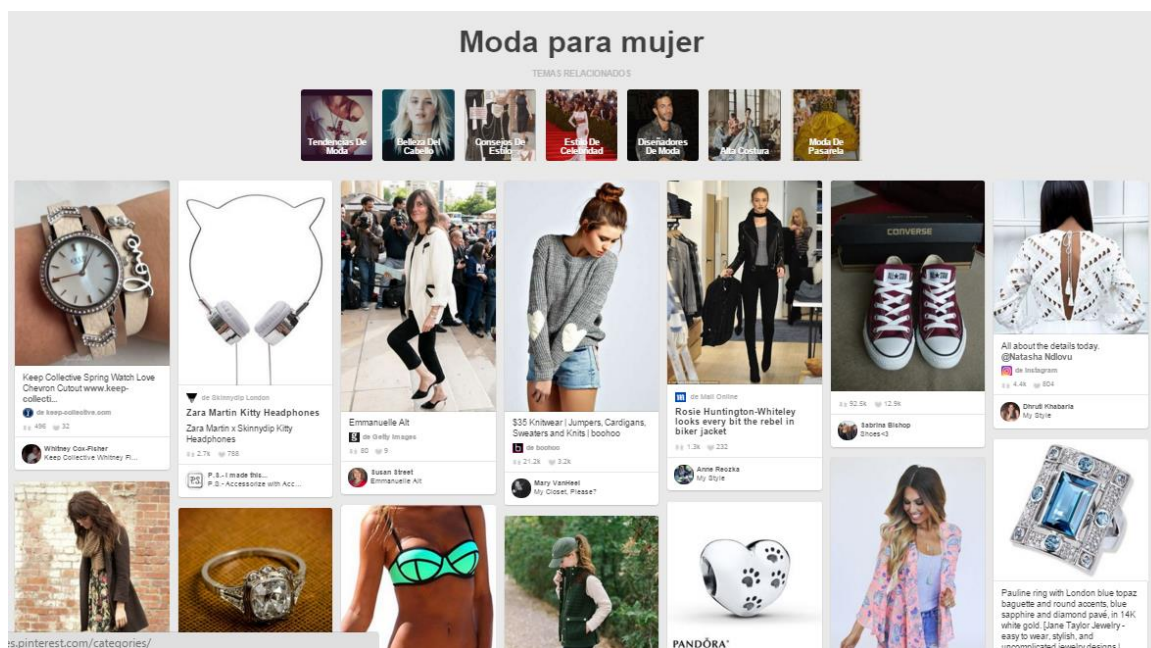 Moda para mujer
TEMAS RELACIONADOS
Tendencias De
Moda
Belleza Del
Cabello
Consejos De
Estilo
Estilo De
Celebridad
Diseñadores
De Moda
Alta Costura
Moda De
Pasarela
Keep Collective Spring Watch Love
Chevron Cutout www.keep-
collecti...
de keep-collective.com
496 32
Whitney Cox-Fisher
Keep Collective Whitney Fi...
de Skinnydip London
Zara Martin Kitty Headphones
Zara Martin x Skinnydip Kitty
Headphones
2.7k 788
P.S.- I made this...
P.S.- Accessorize with Acc...
Emmanuelle Alt
de Getty Images
80 9
Susan Street
Emmanuelle Alt
$35 Knitwear | Jumpers, Cardigans,
Sweaters and Knits | boohoo
de boohoo
21.2k 3.2k
Mary VanHeel
My Closet, Please?
de Mail Online
Rosie Huntington-Whiteley
looks every bit the rebel in
biker jacket
1.3k 232
Anne Reozka
My Style
PANDÖRA
CONVERSE
92.5k 12.9k
Sabrina Bishop
Shoes<3
All about the details today.
@Natasha Ndlovu
de Instagram
4.4k 804
Dhruti Khabaria
My Style
Pauline ring with London blue topaz
baguette and round accents, blue
sapphire and diamond pavé, in 14K
white gold. [Jane Taylor Jewelry -
easy to wear, stylish, and
uncomplicated jewelry designs |
es.pinterest.com/categories/